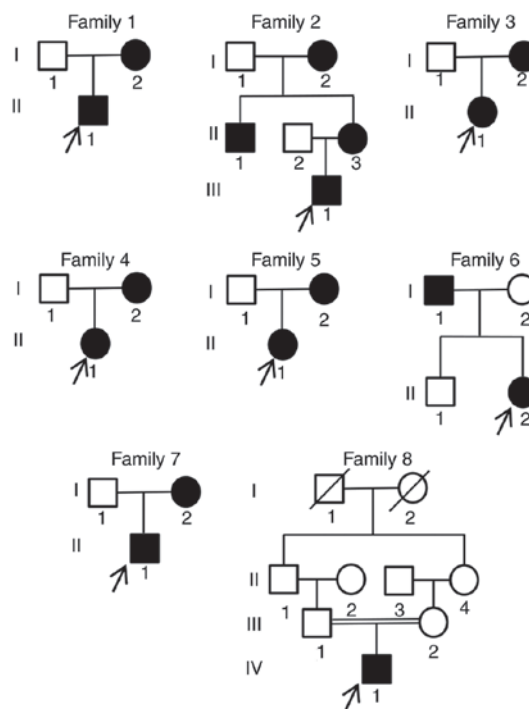 Family 1 Family 2 Family 3
I I I
1 2 1 2 1 2
II II II
1 1 2 3 1
III
1
Family 4 Family 5 Family 6
I I I
1 2 1 2 1 2
II II II
1 1 1 2
Family 7 Family 8
I I
1 2 1 2
II II
1 1 2 3 4
III
1 2
IV
1